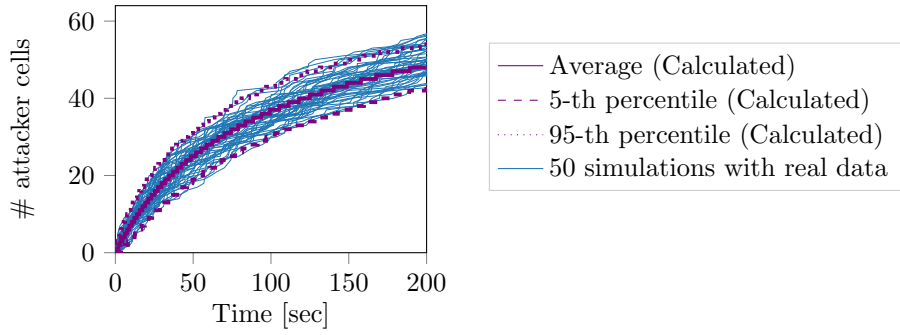 60
40
20
0
# attacker cells
0 50 100 150 200
Time [sec]
Average (Calculated)
5-th percentile (Calculated)
95-th percentile (Calculated)
50 simulations with real data